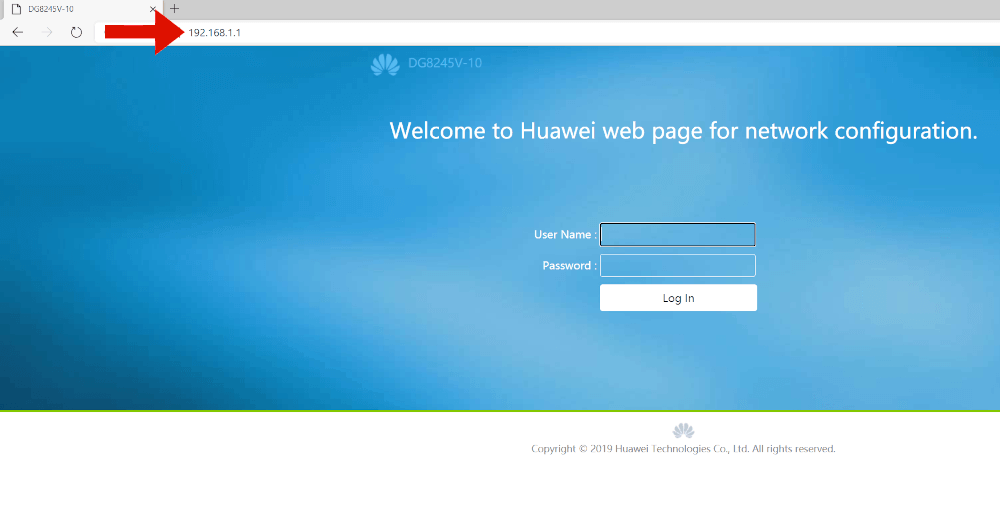 DG8245V-10
192.168.1.1
DG8245V-10
Welcome to Huawei web page for network configuration.
User Name :
Password :
Log In
Copyright © 2019 Huawei Technologies Co., Ltd. All rights reserved.